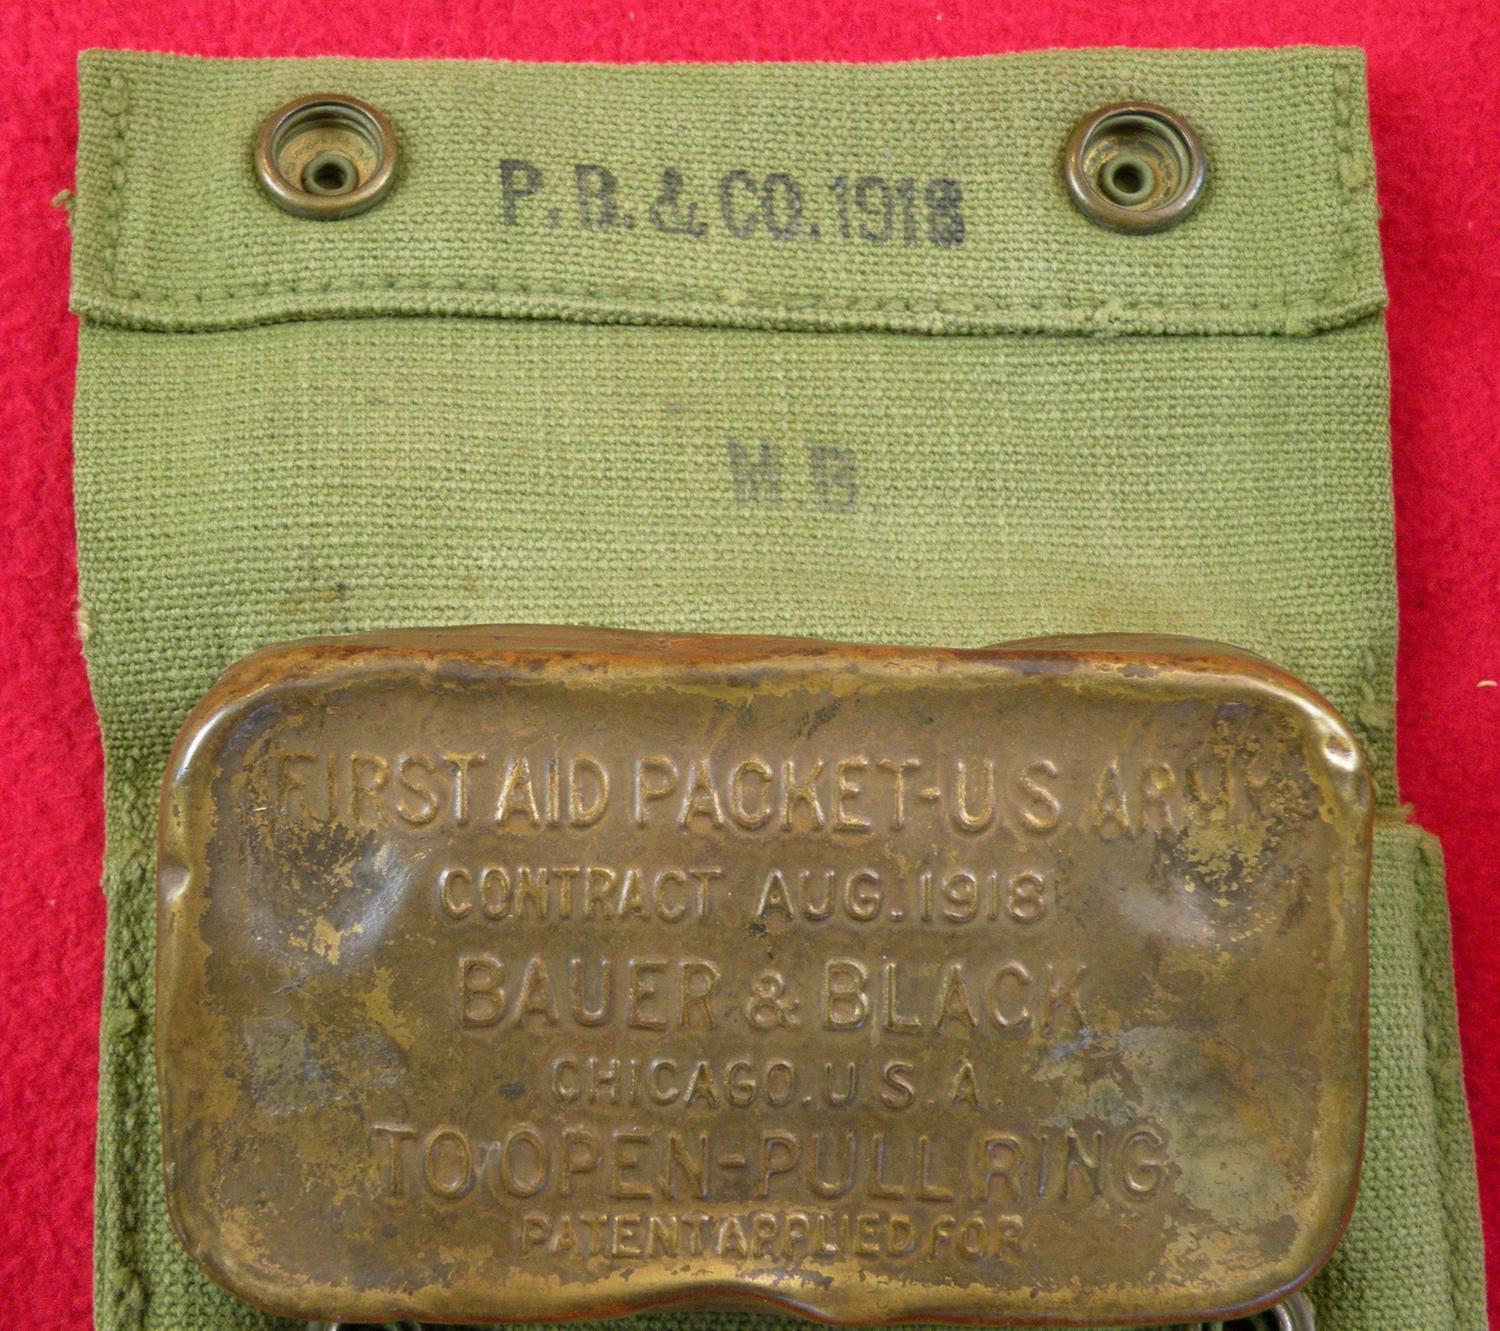 P.B.&CO.1918
M B.
FIRST AID PACKET-U.S. ARMY
CONTRACT AUG.1918
BAUER & BLACK
CHICAGO.U.S.A.
TO OPEN-PULL RING
PATENT APPLIED FOR